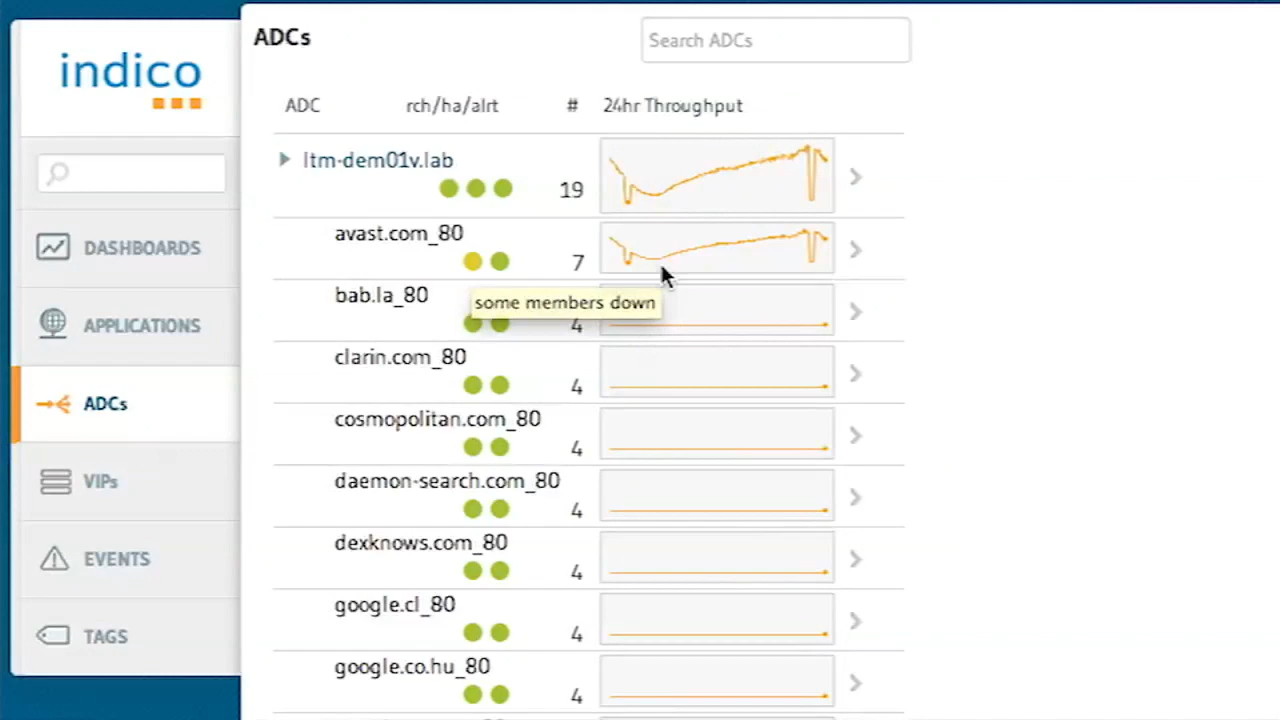 indico
ADCs
Search ADCs
ADC rch/ha/alrt # 24hr Throughput
ltm-dem01v.lab
19
avast.com_80
7
some members down
bab.la_80
4
clarin.com_80
4
cosmopolitan.com_80
4
daemon-search.com_80
4
dexknows.com_80
4
google.cl_80
4
google.co.hu_80
4
DASHBOARDS
APPLICATIONS
ADCs
VIPs
EVENTS
TAGS